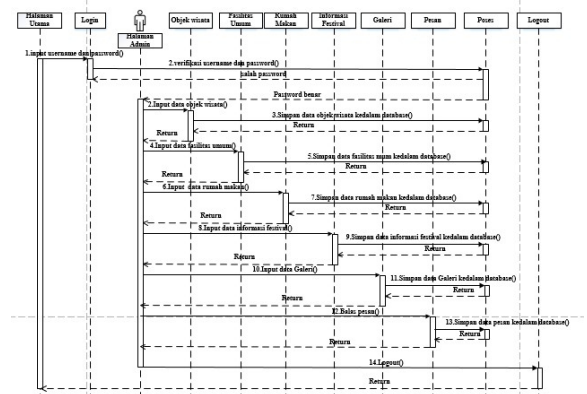 Halaman
Utama
Login
Halaman
Admin
Objek wisata
Fasilitas
Umum
Rumah
Makan
Informasi
Festival
Galeri
Pesan
Poses
Logout
1.input username dan password()
2.verifikasi username dan password()
salah password
Password benar
2.Input data objek wisata()
3.Simpan data objek wisata kedalam database()
Return
Return
4.Input data fasilitas umum()
5.Simpan data fasilitas mum kedalam database()
Return
Return
6.Input data rumah makan()
7.Simpan data rumah makan kedalam database()
Return
Return
8.Input data informasi festival()
9.Simpan data informasi festival kedalam database()
Return
Return
10.Input data Galeri()
11.Simpan data Galeri kedalam database()
Return
Return
12.Balas pesan()
13.Simpan data pesan kedalam database()
Return
Return
14.Logout()
Return